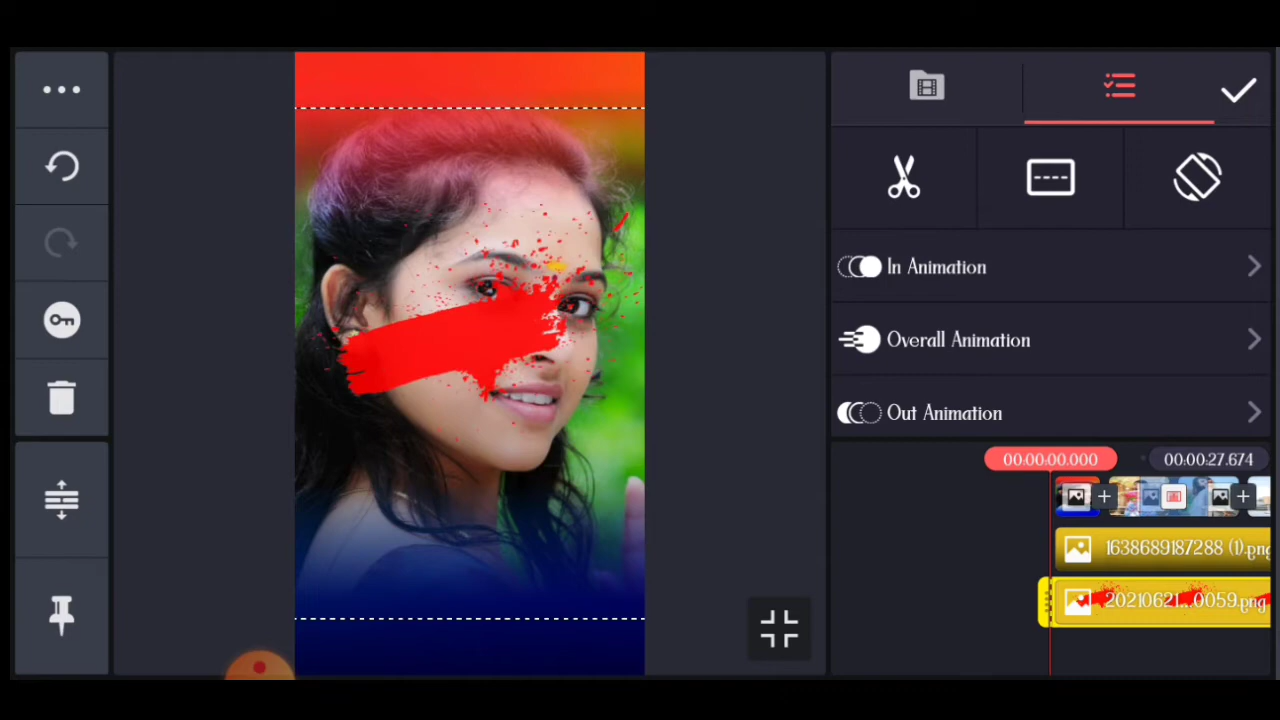 In Animation
Overall Animation
Out Animation
00:00:00.000
00:00:27.674
1638689187288 (1).png
20210621...0059.png